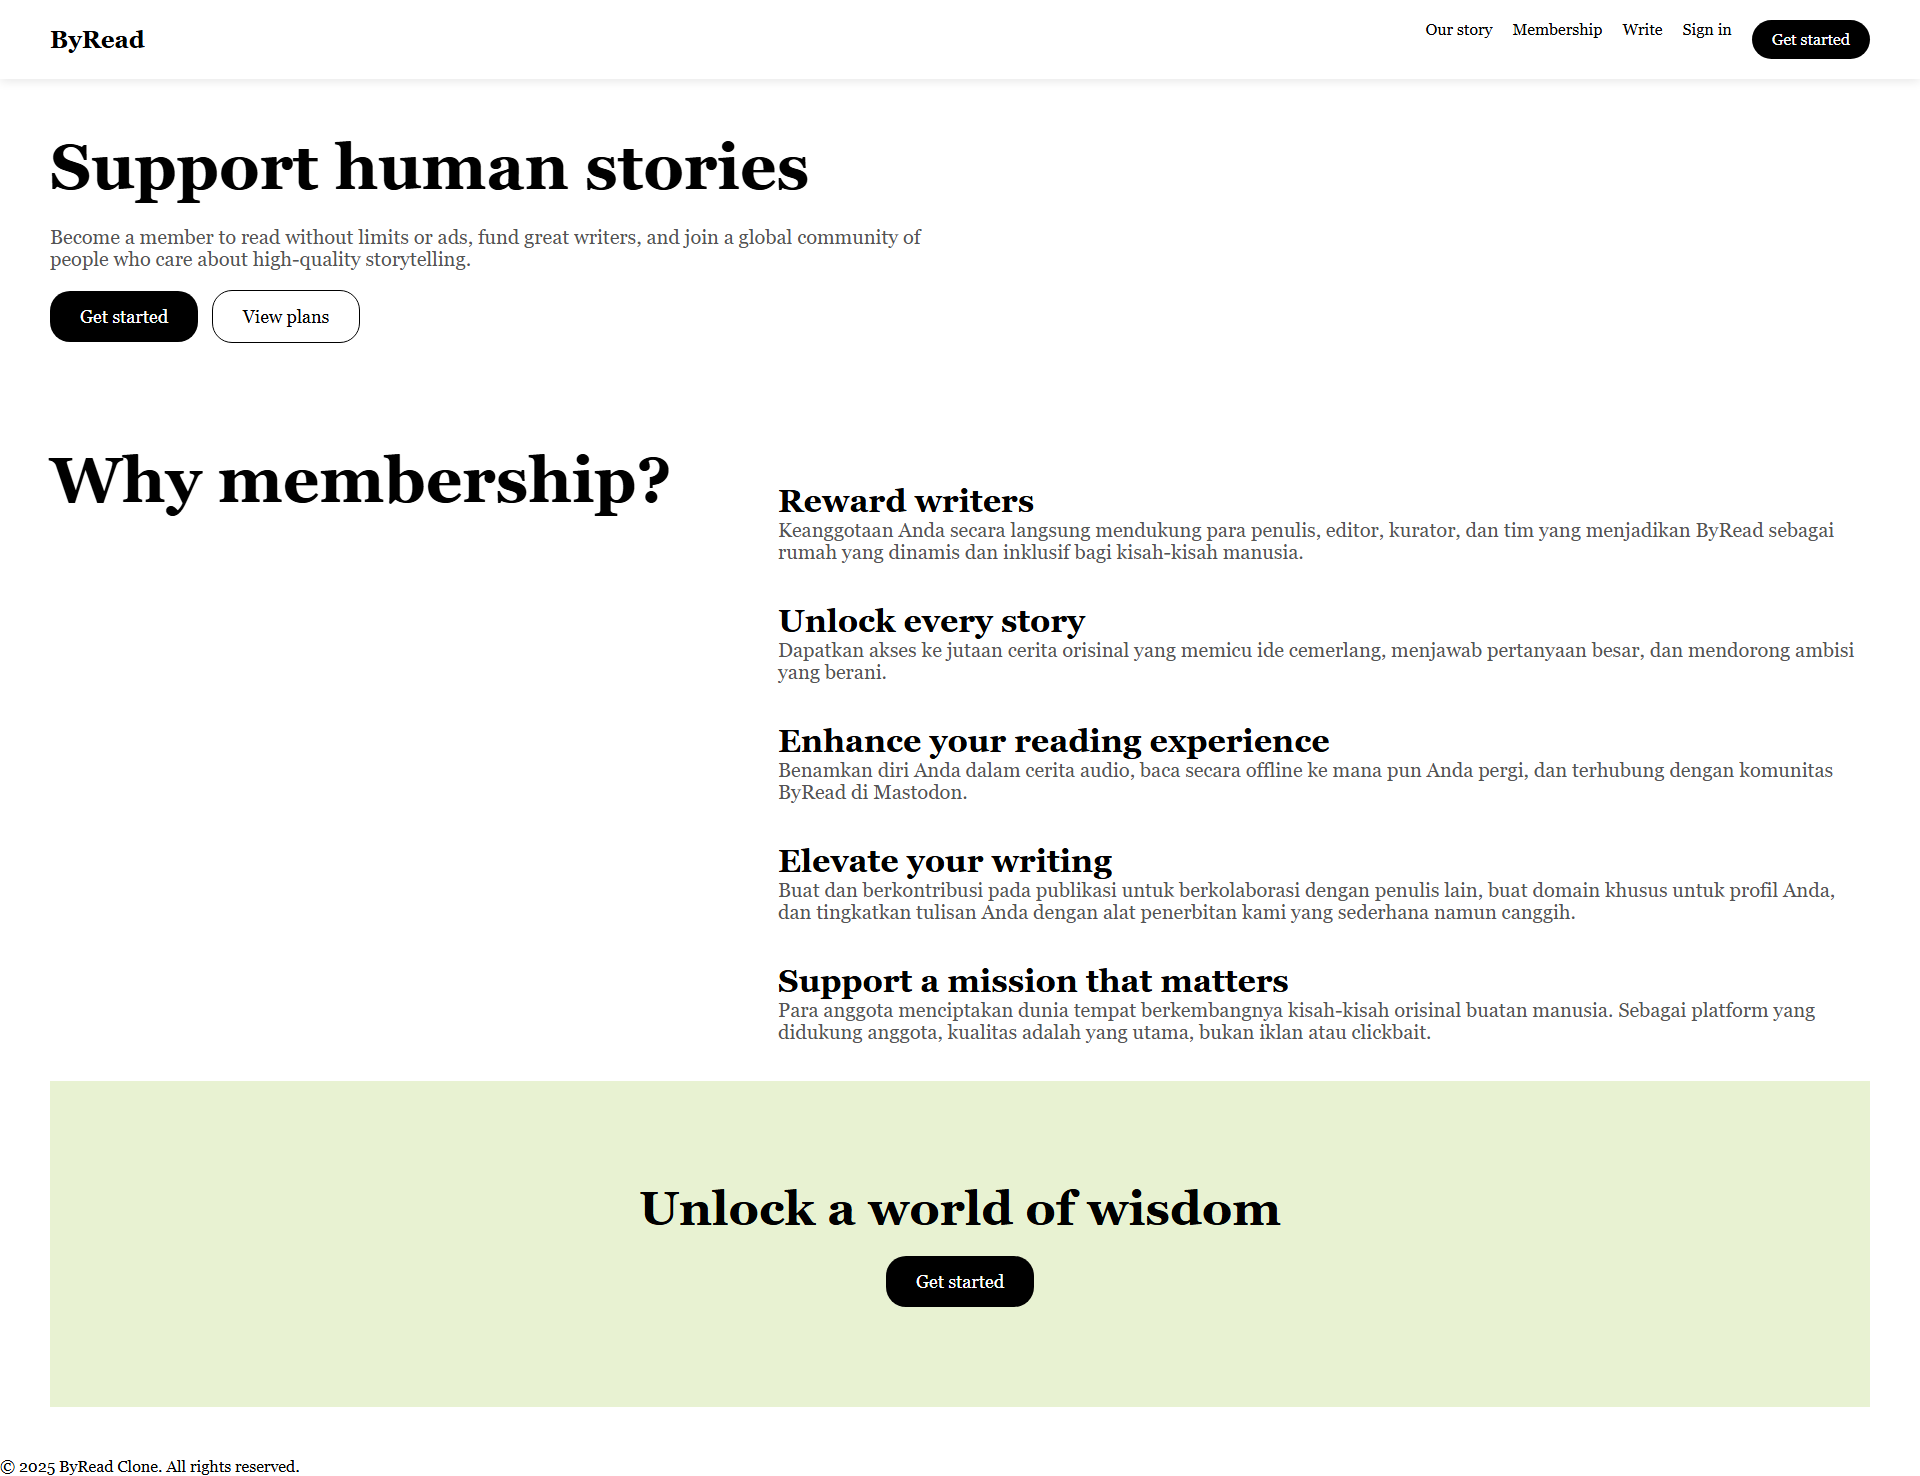 ByRead
Our story Membership Write Sign in Get started
Support human stories
Become a member to read without limits or ads, fund great writers, and join a global community of
people who care about high-quality storytelling.
Get started View plans
Why membership?
Reward writers
Keanggotaan Anda secara langsung mendukung para penulis, editor, kurator, dan tim yang menjadikan ByRead sebagai
rumah yang dinamis dan inklusif bagi kisah-kisah manusia.
Unlock every story
Dapatkan akses ke jutaan cerita orisinal yang memicu ide cemerlang, menjawab pertanyaan besar, dan mendorong ambisi
yang berani.
Enhance your reading experience
Benamkan diri Anda dalam cerita audio, baca secara offline ke mana pun Anda pergi, dan terhubung dengan komunitas
ByRead di Mastodon.
Elevate your writing
Buat dan berkontribusi pada publikasi untuk berkolaborasi dengan penulis lain, buat domain khusus untuk profil Anda,
dan tingkatkan tulisan Anda dengan alat penerbitan kami yang sederhana namun canggih.
Support a mission that matters
Para anggota menciptakan dunia tempat berkembangnya kisah-kisah orisinal buatan manusia. Sebagai platform yang
didukung anggota, kualitas adalah yang utama, bukan iklan atau clickbait.
Unlock a world of wisdom
Get started
© 2025 ByRead Clone. All rights reserved.